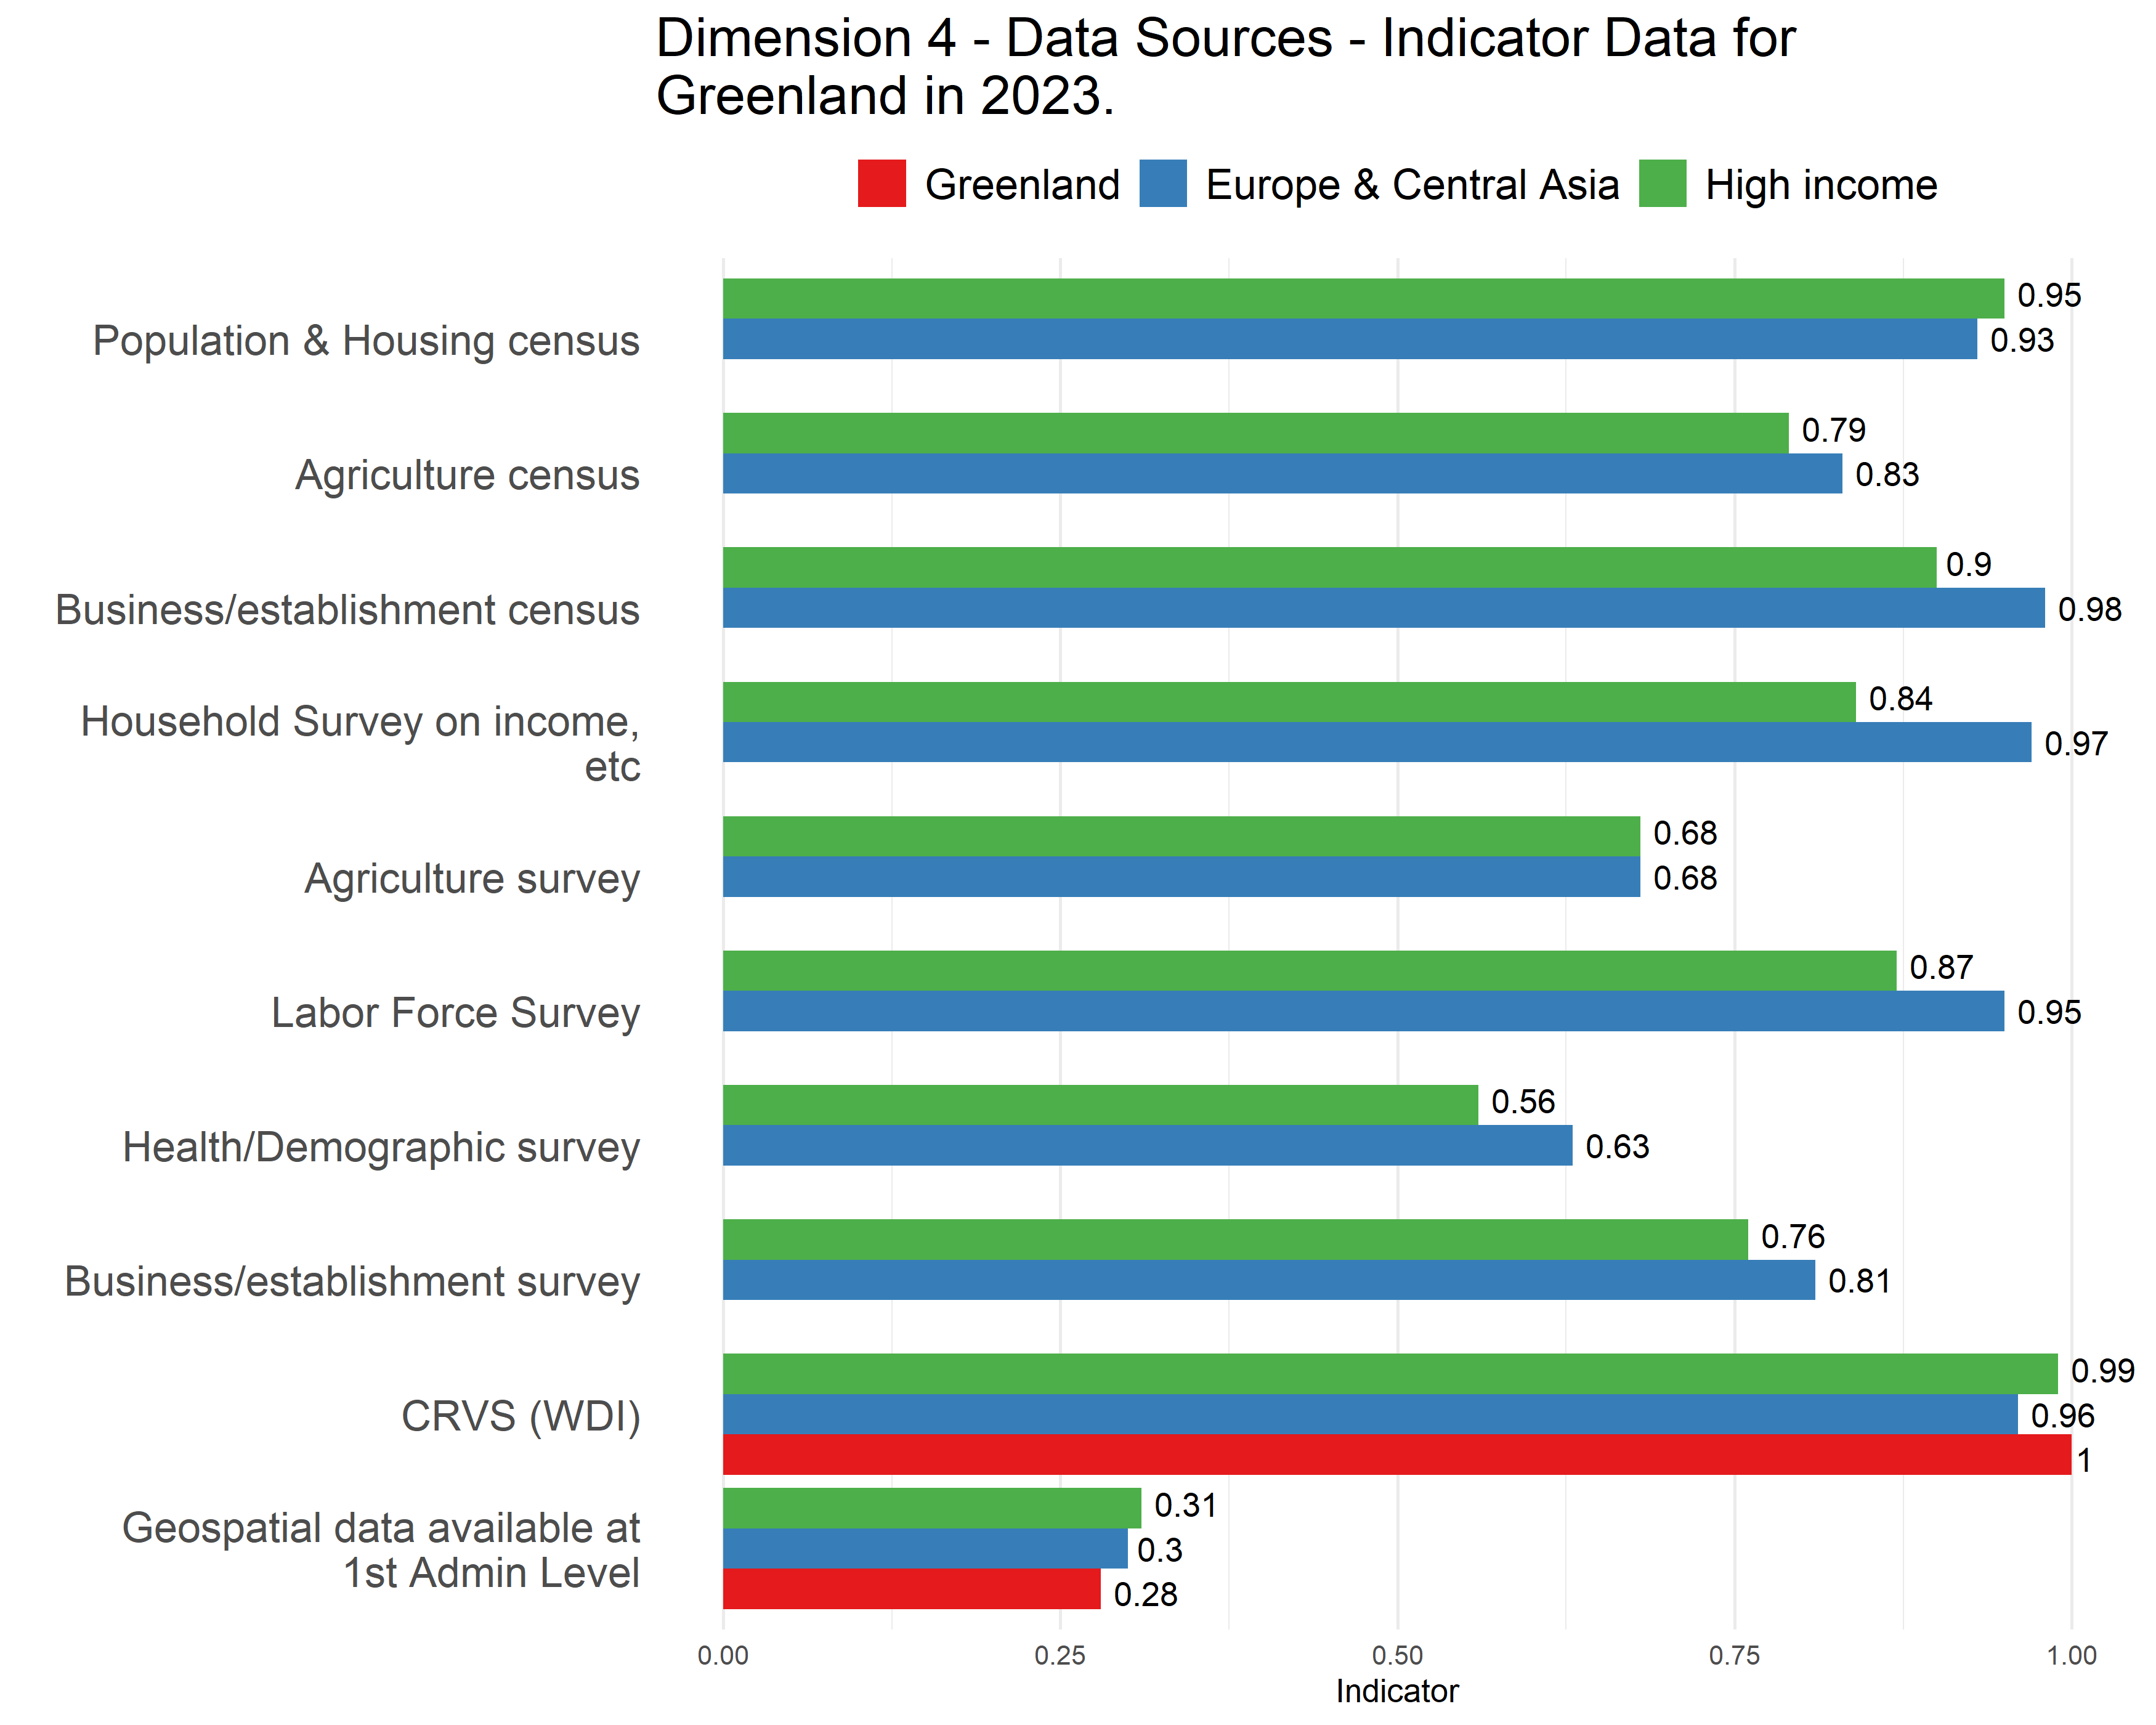 Dimension 4 - Data Sources - Indicator Data for
Greenland in 2023.
Greenland
Europe & Central Asia
High income
Population & Housing census
0.95
0.93
Agriculture census
0.79
0.83
Business/establishment census
0.9
0.98
Household Survey on income,
etc
0.84
0.97
Agriculture survey
0.68
0.68
Labor Force Survey
0.87
0.95
Health/Demographic survey
0.56
0.63
Business/establishment survey
0.76
0.81
CRVS (WDI)
0.99
0.96
1
Geospatial data available at
1st Admin Level
0.31
0.3
0.28
0.00
0.25
0.50
0.75
1.00
Indicator